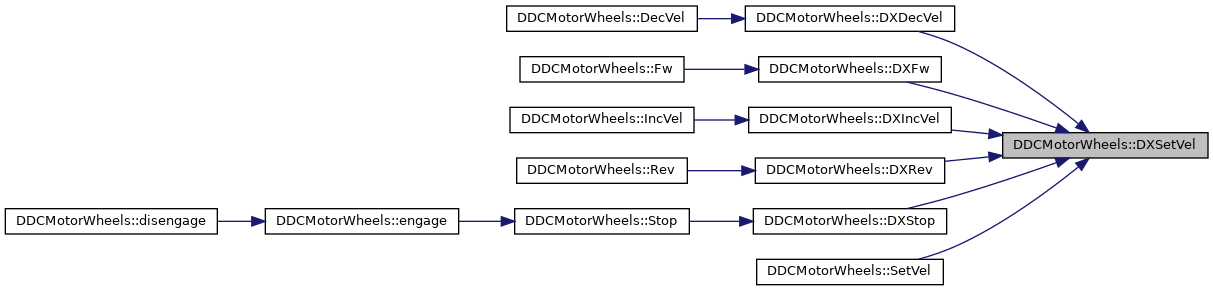 DDCMotorWheels::DecVel
DDCMotorWheels::DXDecVel
DDCMotorWheels::Fw
DDCMotorWheels::DXFw
DDCMotorWheels::IncVel
DDCMotorWheels::DXIncVel
DDCMotorWheels::DXSetVel
DDCMotorWheels::Rev
DDCMotorWheels::DXRev
DDCMotorWheels::disengage
DDCMotorWheels::engage
DDCMotorWheels::Stop
DDCMotorWheels::DXStop
DDCMotorWheels::SetVel